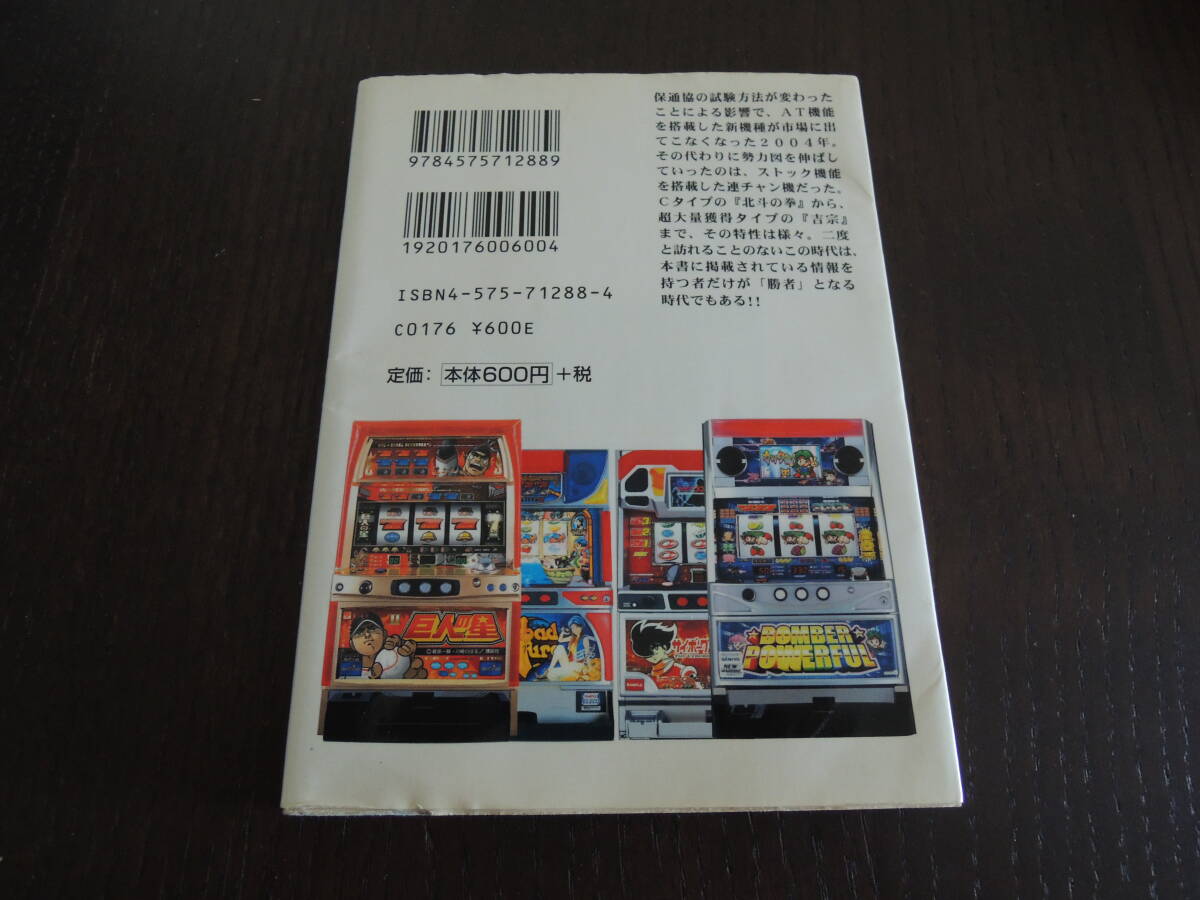 9784575712889
1920176006004
ISBN4-575-71288-4
C0176 ¥600E
定価：本体600円+税
保通協の試験方法が変わった
ことによる影響で、ＡＴ機能
を搭載した新機種が市場に出
てこなくなった２００４年。
その代わりに勢力図を伸ばし
ていったのは、ストック機能
を搭載した連チャン機だった。
Ｃタイプの『北斗の拳』から、
超大量獲得タイプの『吉宗』
まで、その特性は様々。二度
と訪れることのないこの時代は、
本書に掲載されている情報を
持つ者だけが「勝者」となる
時代でもある!!
巨人の星
サイボーグ
BOMBER
POWERFUL